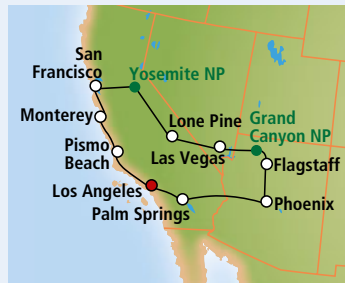 San
Francisco
Yosemite NP
Monterey
Lone Pine
Grand
Canyon NP
Pismo
Beach
Las Vegas
Flagstaff
Los Angeles
Palm Springs
Phoenix